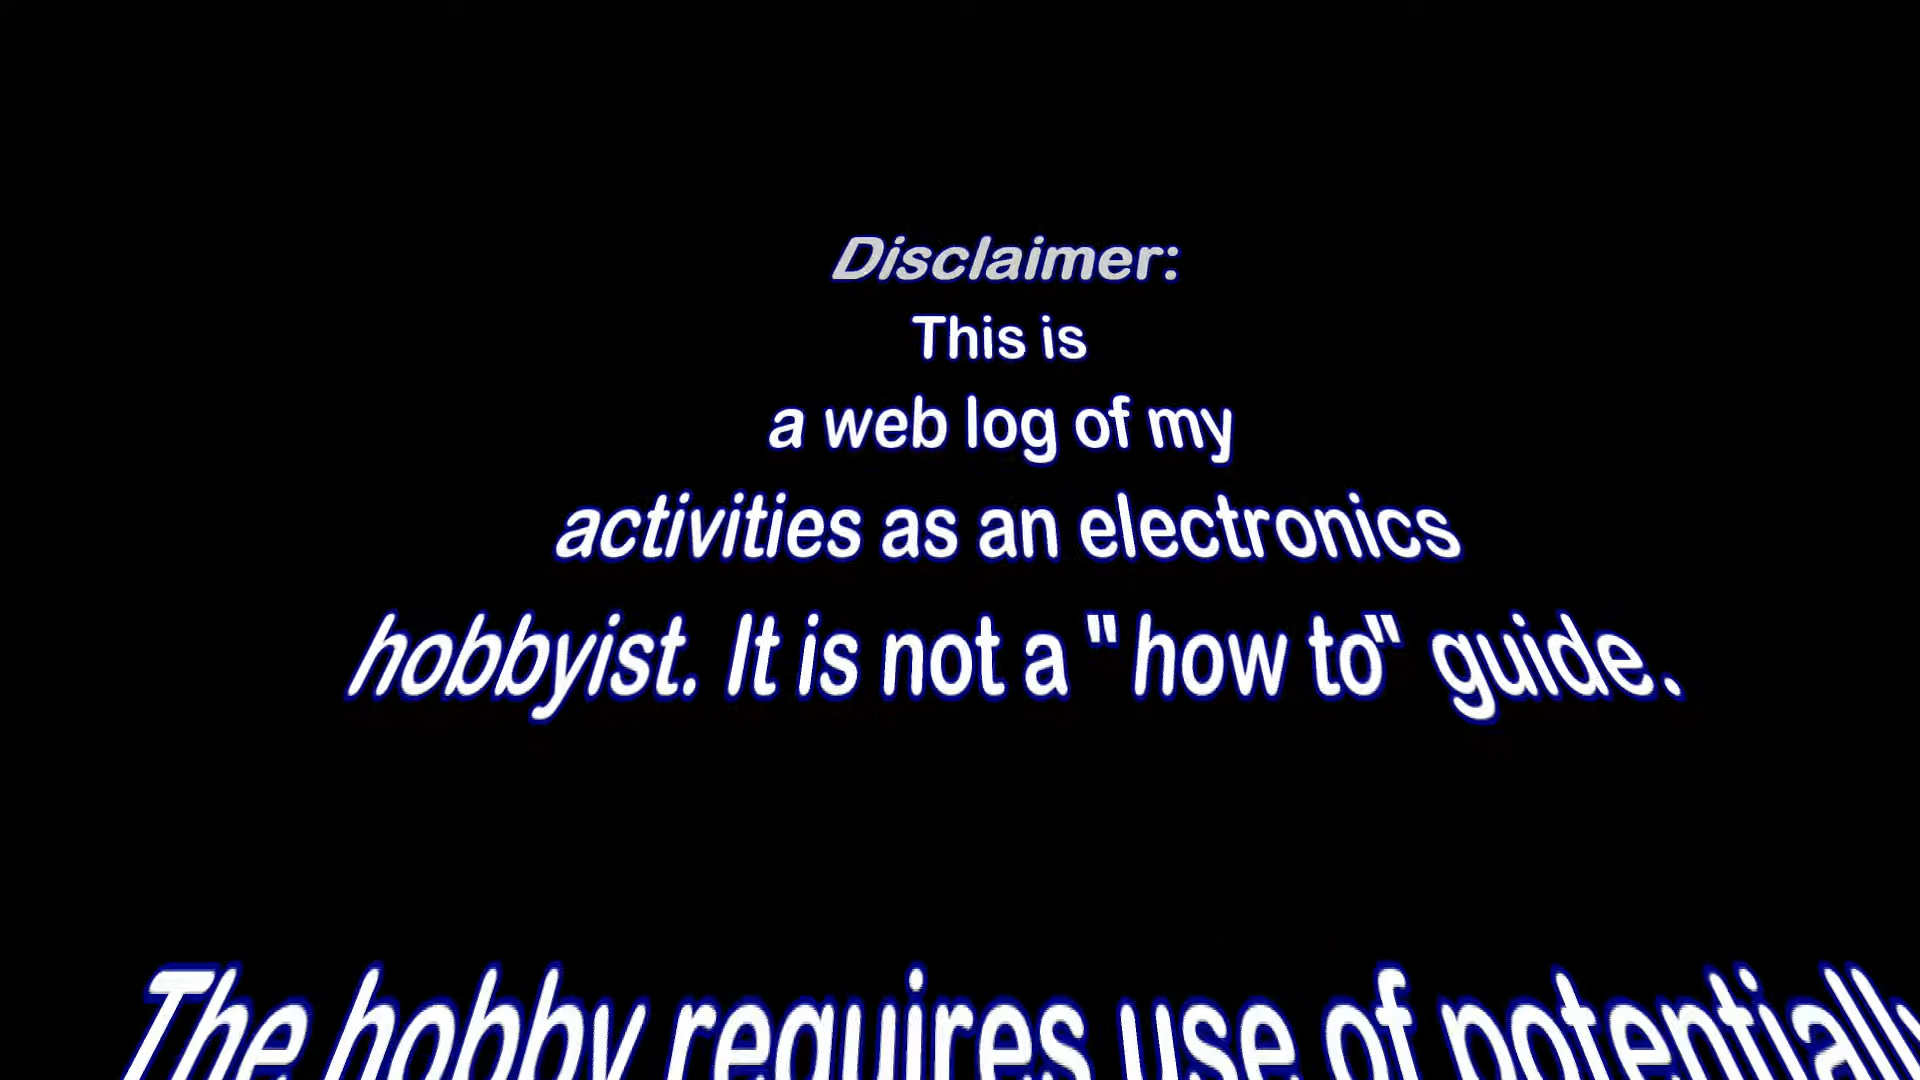 Disclaimer:
This is
a web log of my
activities as an electronics
hobbyist. It is not a "how to" guide.
The hobby requires use of potentially